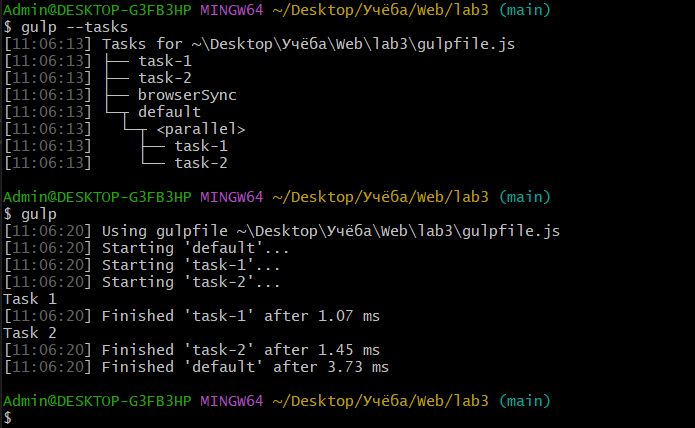 Admin@DESKTOP-G3FB3HP MINGW64 ~/Desktop/Учёба/Web/lab3 (main)
$ gulp --tasks
[11:06:13] Tasks for ~\Desktop\Учёба\Web\lab3\gulpfile.js
[11:06:13] ├── task-1
[11:06:13] ├── task-2
[11:06:13] ├── browserSync
[11:06:13] └─┬ default
[11:06:13]   └─┬ <parallel>
[11:06:13]     ├── task-1
[11:06:13]     └── task-2
Admin@DESKTOP-G3FB3HP MINGW64 ~/Desktop/Учёба/Web/lab3 (main)
$ gulp
[11:06:20] Using gulpfile ~\Desktop\Учёба\Web\lab3\gulpfile.js
[11:06:20] Starting 'default'...
[11:06:20] Starting 'task-1'...
[11:06:20] Starting 'task-2'...
Task 1
[11:06:20] Finished 'task-1' after 1.07 ms
Task 2
[11:06:20] Finished 'task-2' after 1.45 ms
[11:06:20] Finished 'default' after 3.73 ms
Admin@DESKTOP-G3FB3HP MINGW64 ~/Desktop/Учёба/Web/lab3 (main)
$